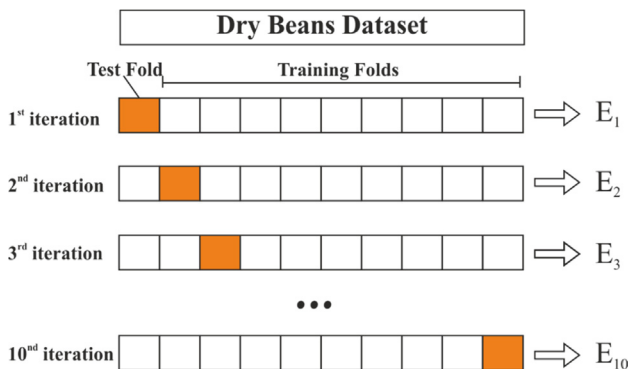 Dry Beans Dataset
Test Fold Training Folds
1st iteration E1
2nd iteration E2
3rd iteration E3
...
10nd iteration E10